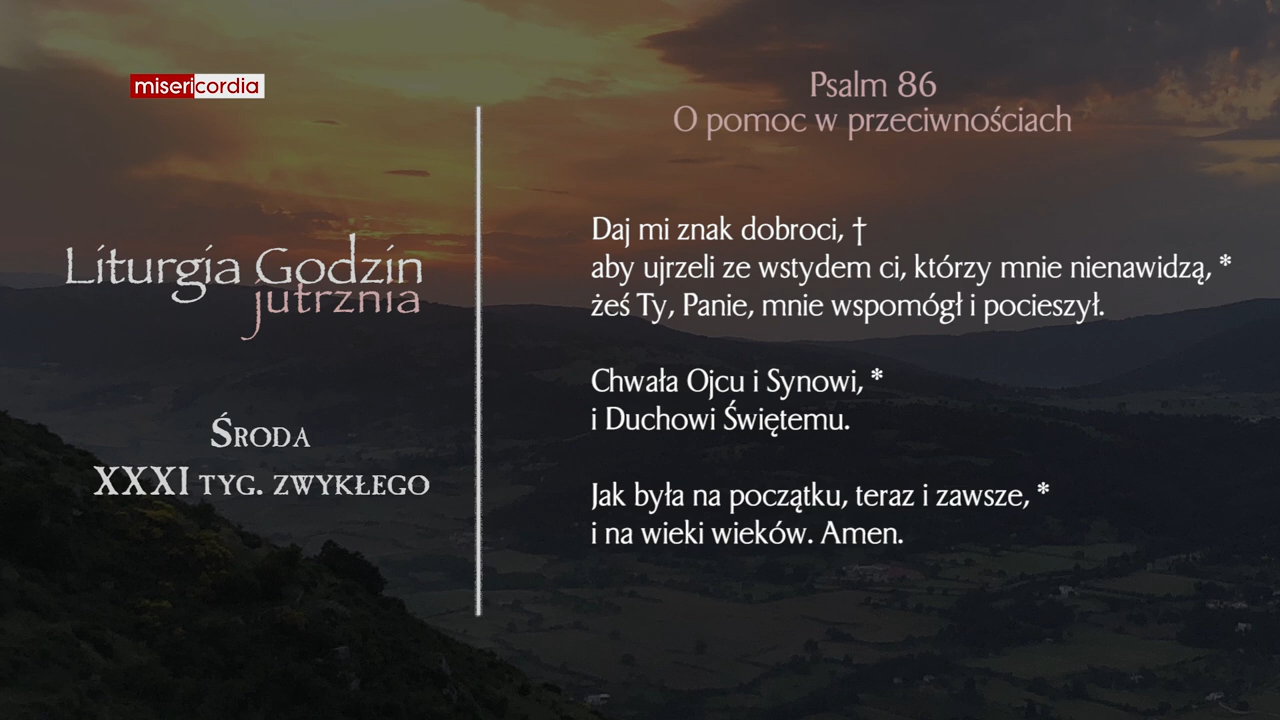 misericordia
Liturgia Godzin
jutrznia
Środa
XXXI tyg. zwykłego
Psalm 86
O pomoc w przeciwnościach
Daj mi znak dobroci, †
aby ujrzeli ze wstydem ci, którzy mnie nienawidzą, *
żeś Ty, Panie, mnie wspomógł i pocieszył.
Chwała Ojcu i Synowi, *
i Duchowi Świętemu.
Jak była na początku, teraz i zawsze, *
i na wieki wieków. Amen.